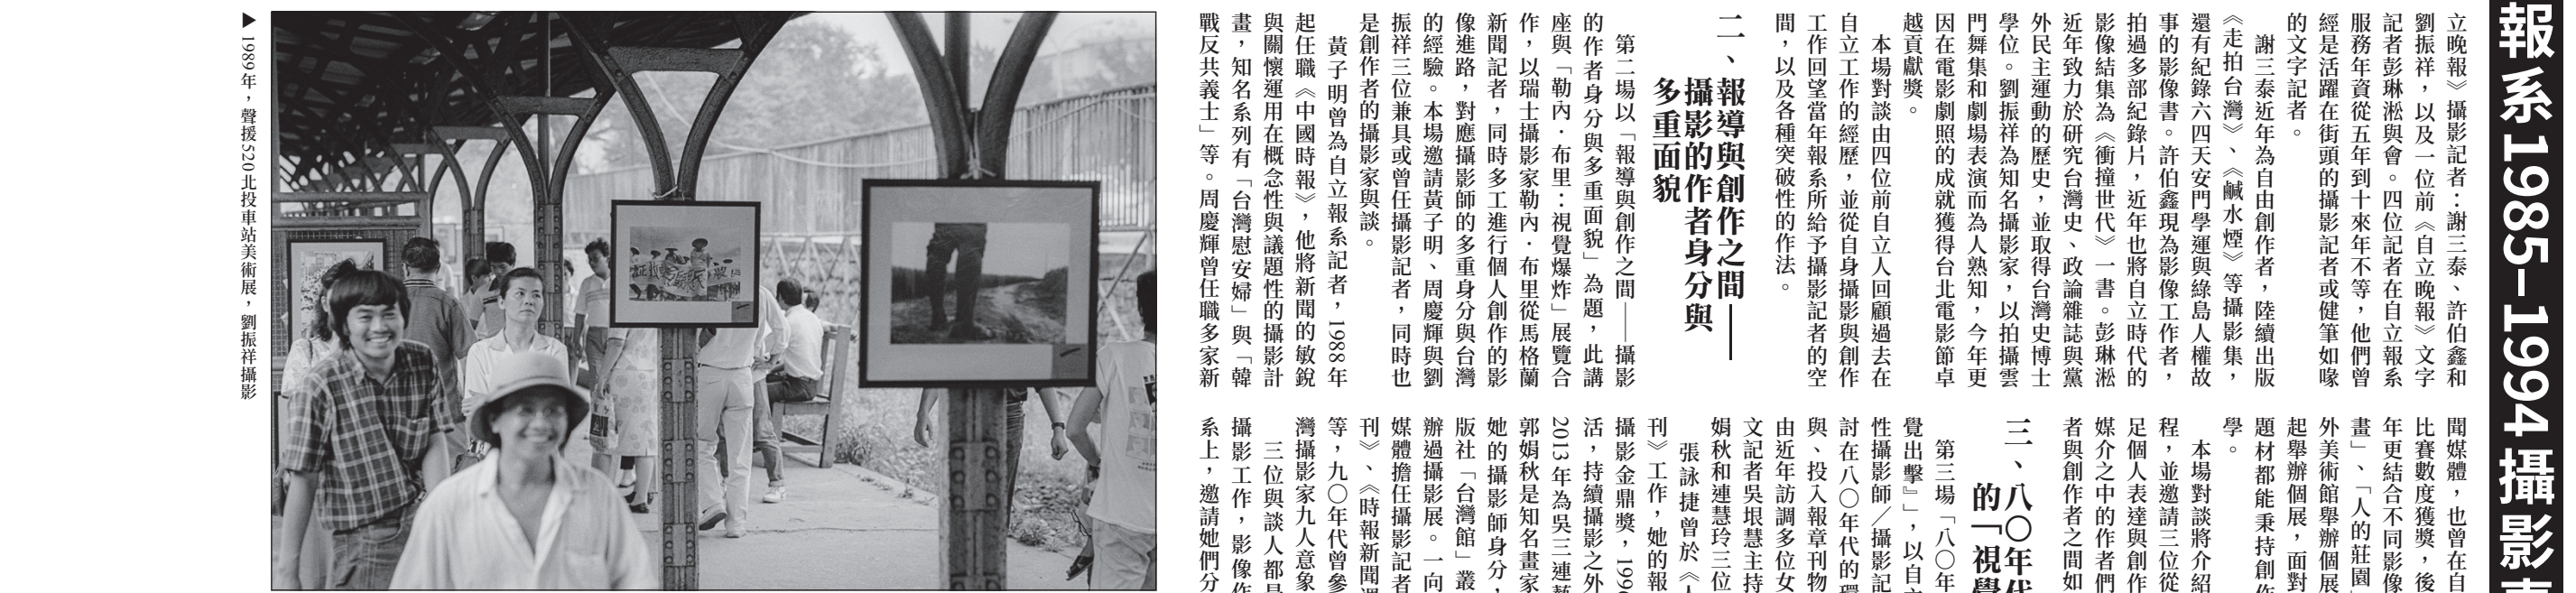 報系1985–1994攝影
立晚報》攝影記者：謝三泰、許伯鑫和
劉振祥，以及一位前《自立晚報》文字
記者彭琳淞與會。四位記者在自立報系
服務年資從五年到十來年不等，他們曾
經是活躍在街頭的攝影記者或健筆如喙
的文字記者。
謝三泰近年為自由創作者，陸續出版
《走拍台灣》、《鹹水煙》等攝影集，
還有紀錄六四天安門學運與綠島人權故
事的影像書。許伯鑫現為影像工作者，
拍過多部紀錄片，近年也將自立時代的
影像結集為《衝撞世代》一書。彭琳淞
近年致力於研究台灣史、政論雜誌與黨
外民主運動的歷史，並取得台灣史博士
學位。劉振祥為知名攝影家，以拍攝雲
門舞集和劇場表演而為人熟知，今年更
因在電影劇照的成就獲得台北電影節卓
越貢獻獎。
本場對談由四位前自立人回顧過去在
自立工作的經歷，並從自身攝影與創作
工作回望當年報系所給予攝影記者的空
間，以及各種突破性的作法。
二、報導與創作之間——
攝影的作者身分與
多重面貌
第二場以「報導與創作之間——攝影
的作者身分與多重面貌」為題，此講
座與「勒內．布里：視覺爆炸」展覽合
作，以瑞士攝影家勒內．布里從馬格蘭
新聞記者，同時多工進行個人創作的影
像進路，對應攝影師的多重身分與台灣
的經驗。本場邀請黃子明、周慶輝與劉
振祥三位兼具或曾任攝影記者，同時也
是創作者的攝影家與談。
黃子明曾為自立報系記者，1988年
起任職《中國時報》，他將新聞的敏銳
與關懷運用在概念性與議題性的攝影計
畫，知名系列有「台灣慰安婦」與「韓
戰反共義士」等。周慶輝曾任職多家新
聞媒體，也曾在自
比賽數度獲獎，後
年更結合不同影像
畫」、「人的莊園」
外美術館舉辦個展
起舉辦個展，面對
題材都能秉持創作
學。
本場對談將介紹
程，並邀請三位從
足個人表達與創作
媒介之中的作者們
者與創作者之間如
三、八〇年代
的「視覺
第三場「八〇年
覺出擊』」，以自立
性攝影師／攝影記
討在八〇年代的環
與、投入報章刊物
由近年訪調多位女
文記者吳垠慧主持
娟秋和連慧玲三位
張詠捷曾於《人
刊》工作，她的報
攝影金鼎獎，199
活，持續攝影之外
2013年為吳三連藝
郭娟秋是知名畫家
她的攝影師身分，
版社「台灣館」叢
辦過攝影展。一向
媒體擔任攝影記者
刊》、《時報新聞週
等，九〇年代曾參
灣攝影家九人意象
三位與談人都是
攝影工作，影像作
系上，邀請她們分
▶1989年，聲援520北投車站美術展，劉振祥攝影